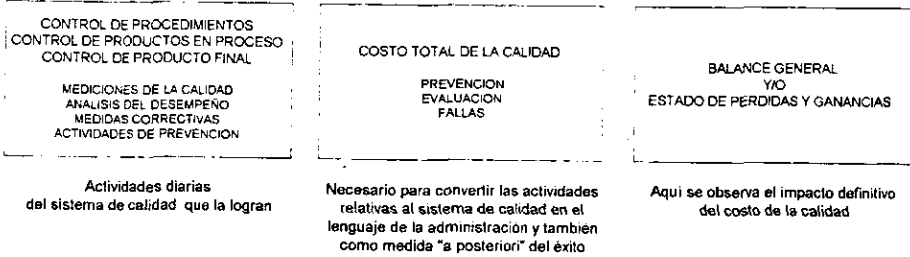 CONTROL DE PROCEDIMIENTOS
CONTROL DE PRODUCTOS EN PROCESO
CONTROL DE PRODUCTO FINAL
MEDICIONES DE LA CALIDAD
ANALISIS DEL DESEMPEÑO
MEDIDAS CORRECTIVAS
ACTIVIDADES DE PREVENCION
Actividades diarias
del sistema de calidad que la logran
COSTO TOTAL DE LA CALIDAD
PREVENCION
EVALUACION
FALLAS
Necesario para convertir las actividades
relativas al sistema de calidad en el
lenguaje de la administración y también
como medida "a posteriori" del éxito
BALANCE GENERAL
Y/O
ESTADO DE PERDIDAS Y GANANCIAS
Aqui se observa el impacto definitivo
del costo de la calidad